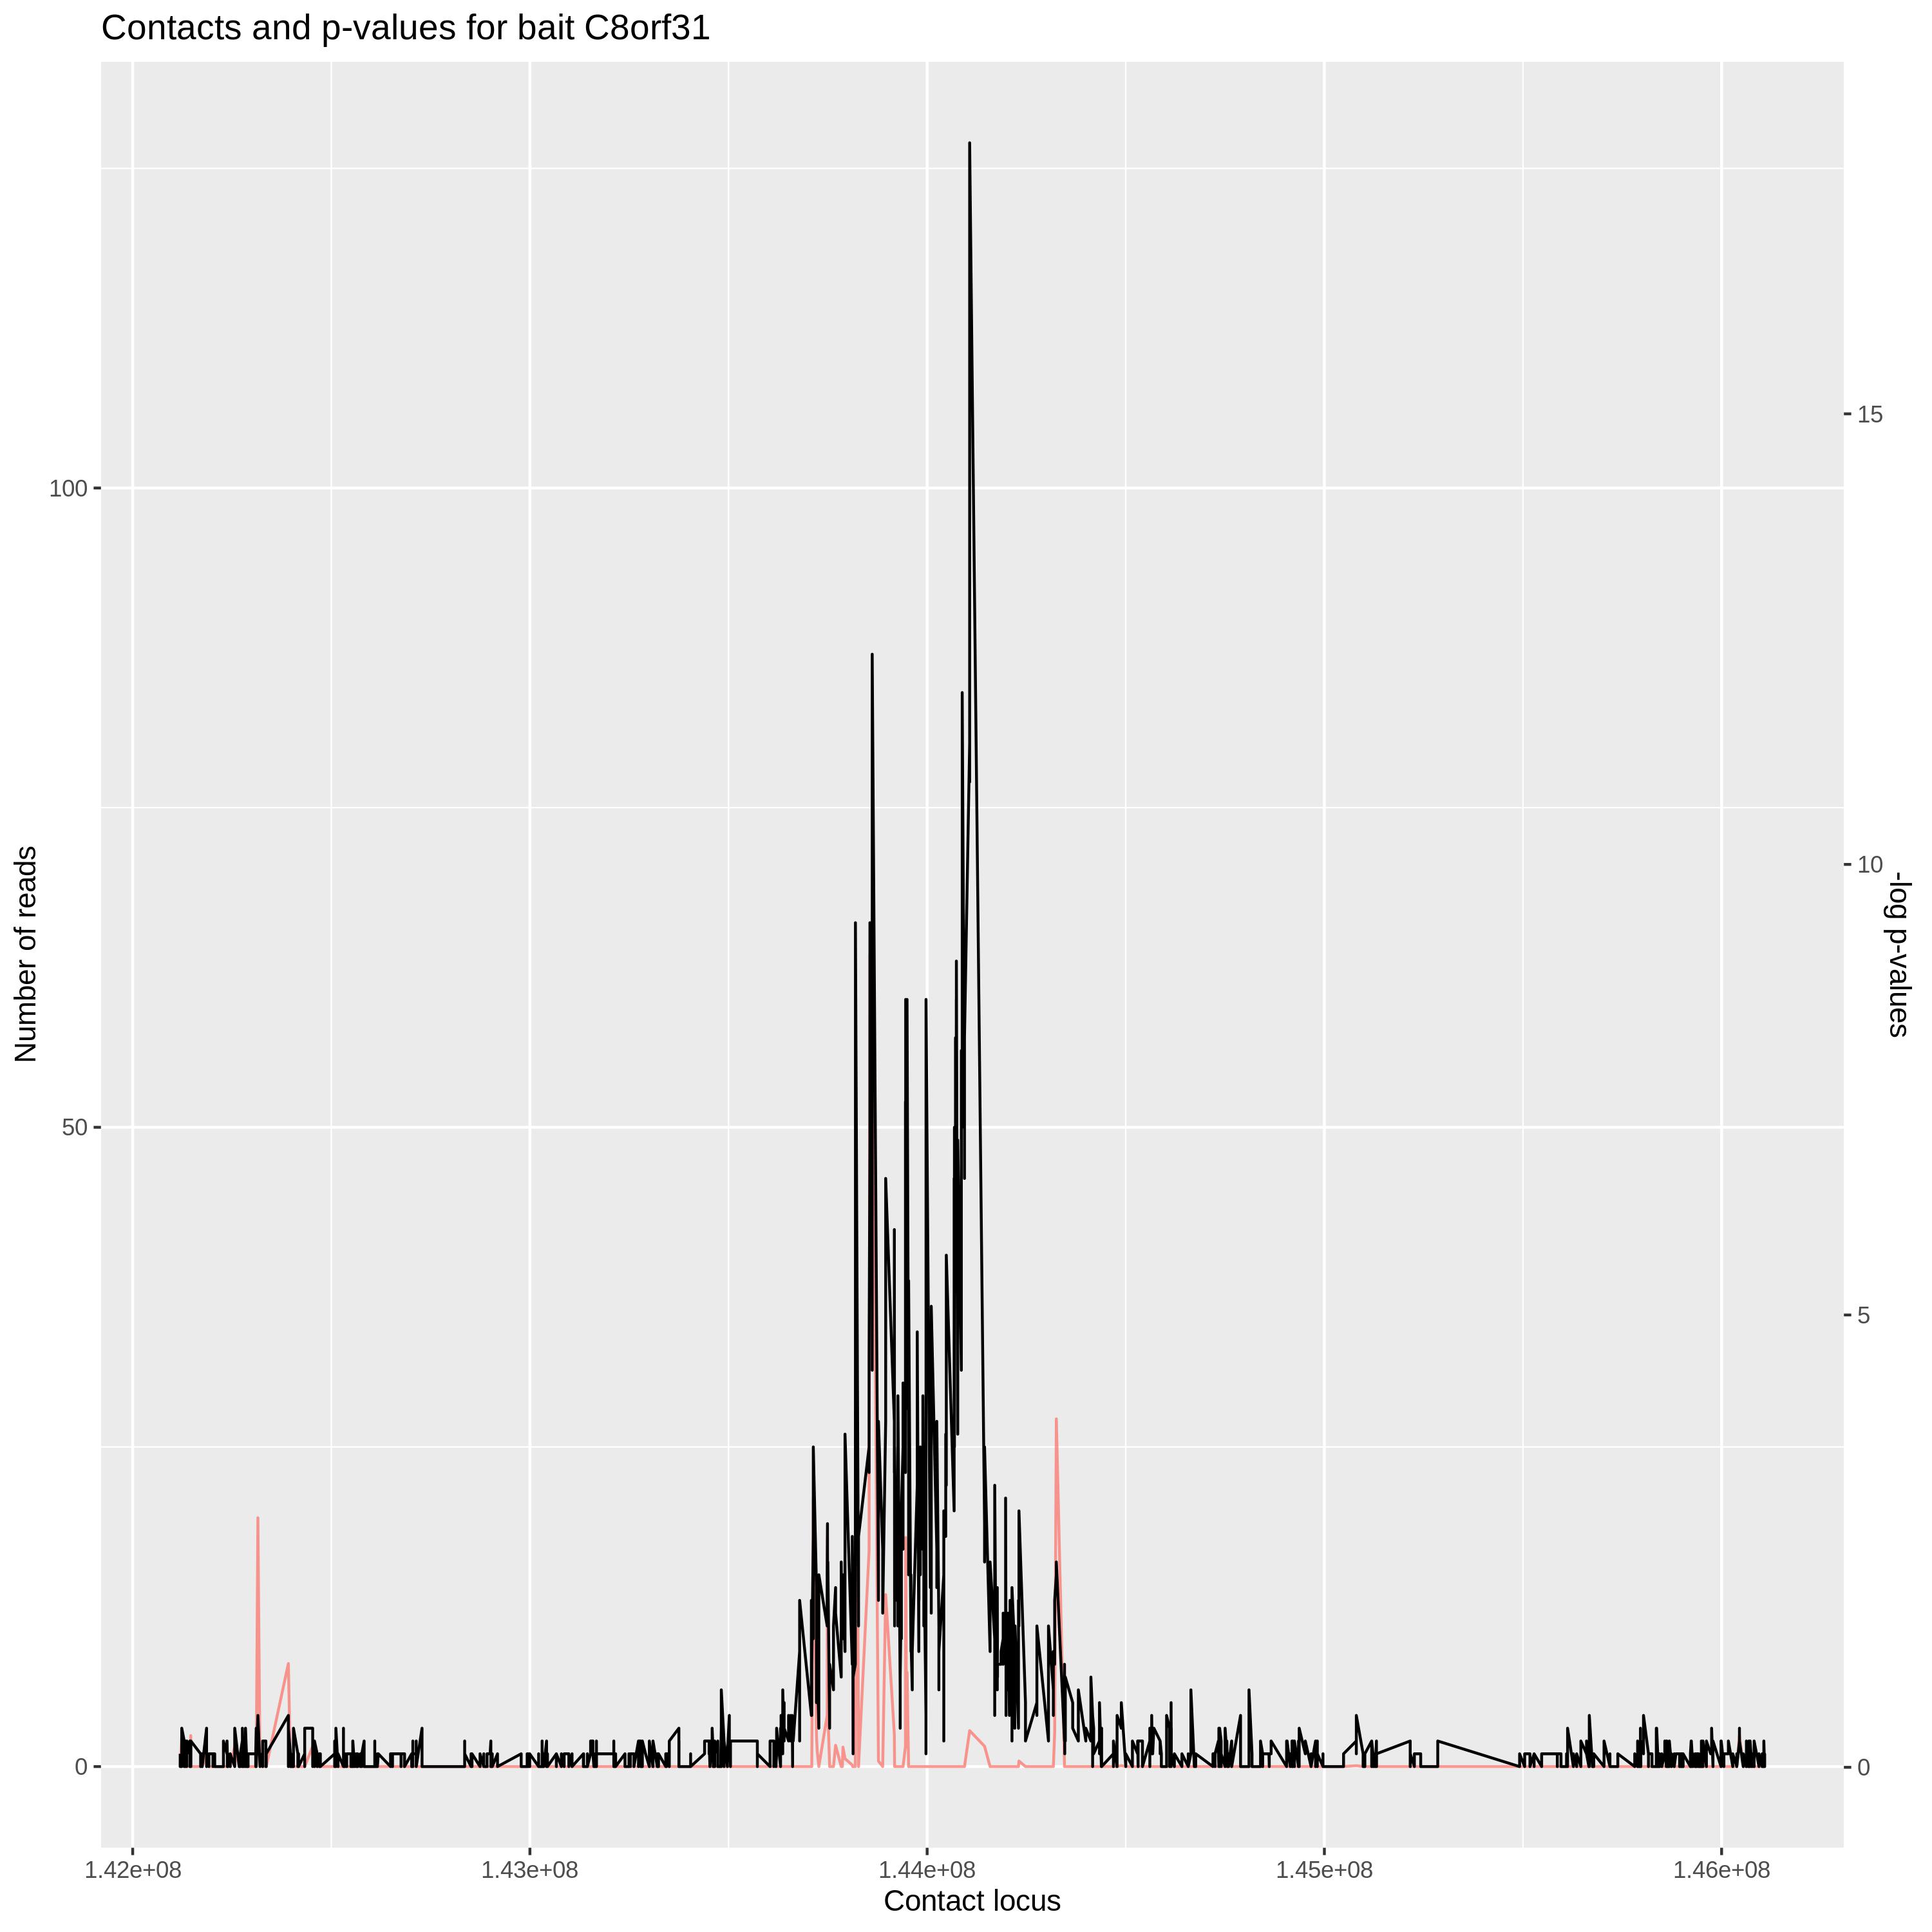 Contacts and p-values for bait C8orf31
Number of reads
100
50
0
15
10
5
0
-log p-values
1.42e+08
1.43e+08
1.44e+08
1.45e+08
1.46e+08
Contact locus